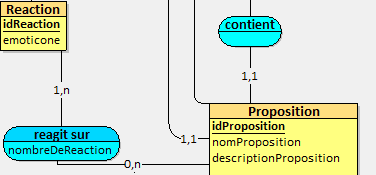 Reaction
idReaction
emoticone
contient
1,n
1,1
Proposition
idProposition
nomProposition
descriptionProposition
reagit sur
nombreDeReaction
1,1
0,n